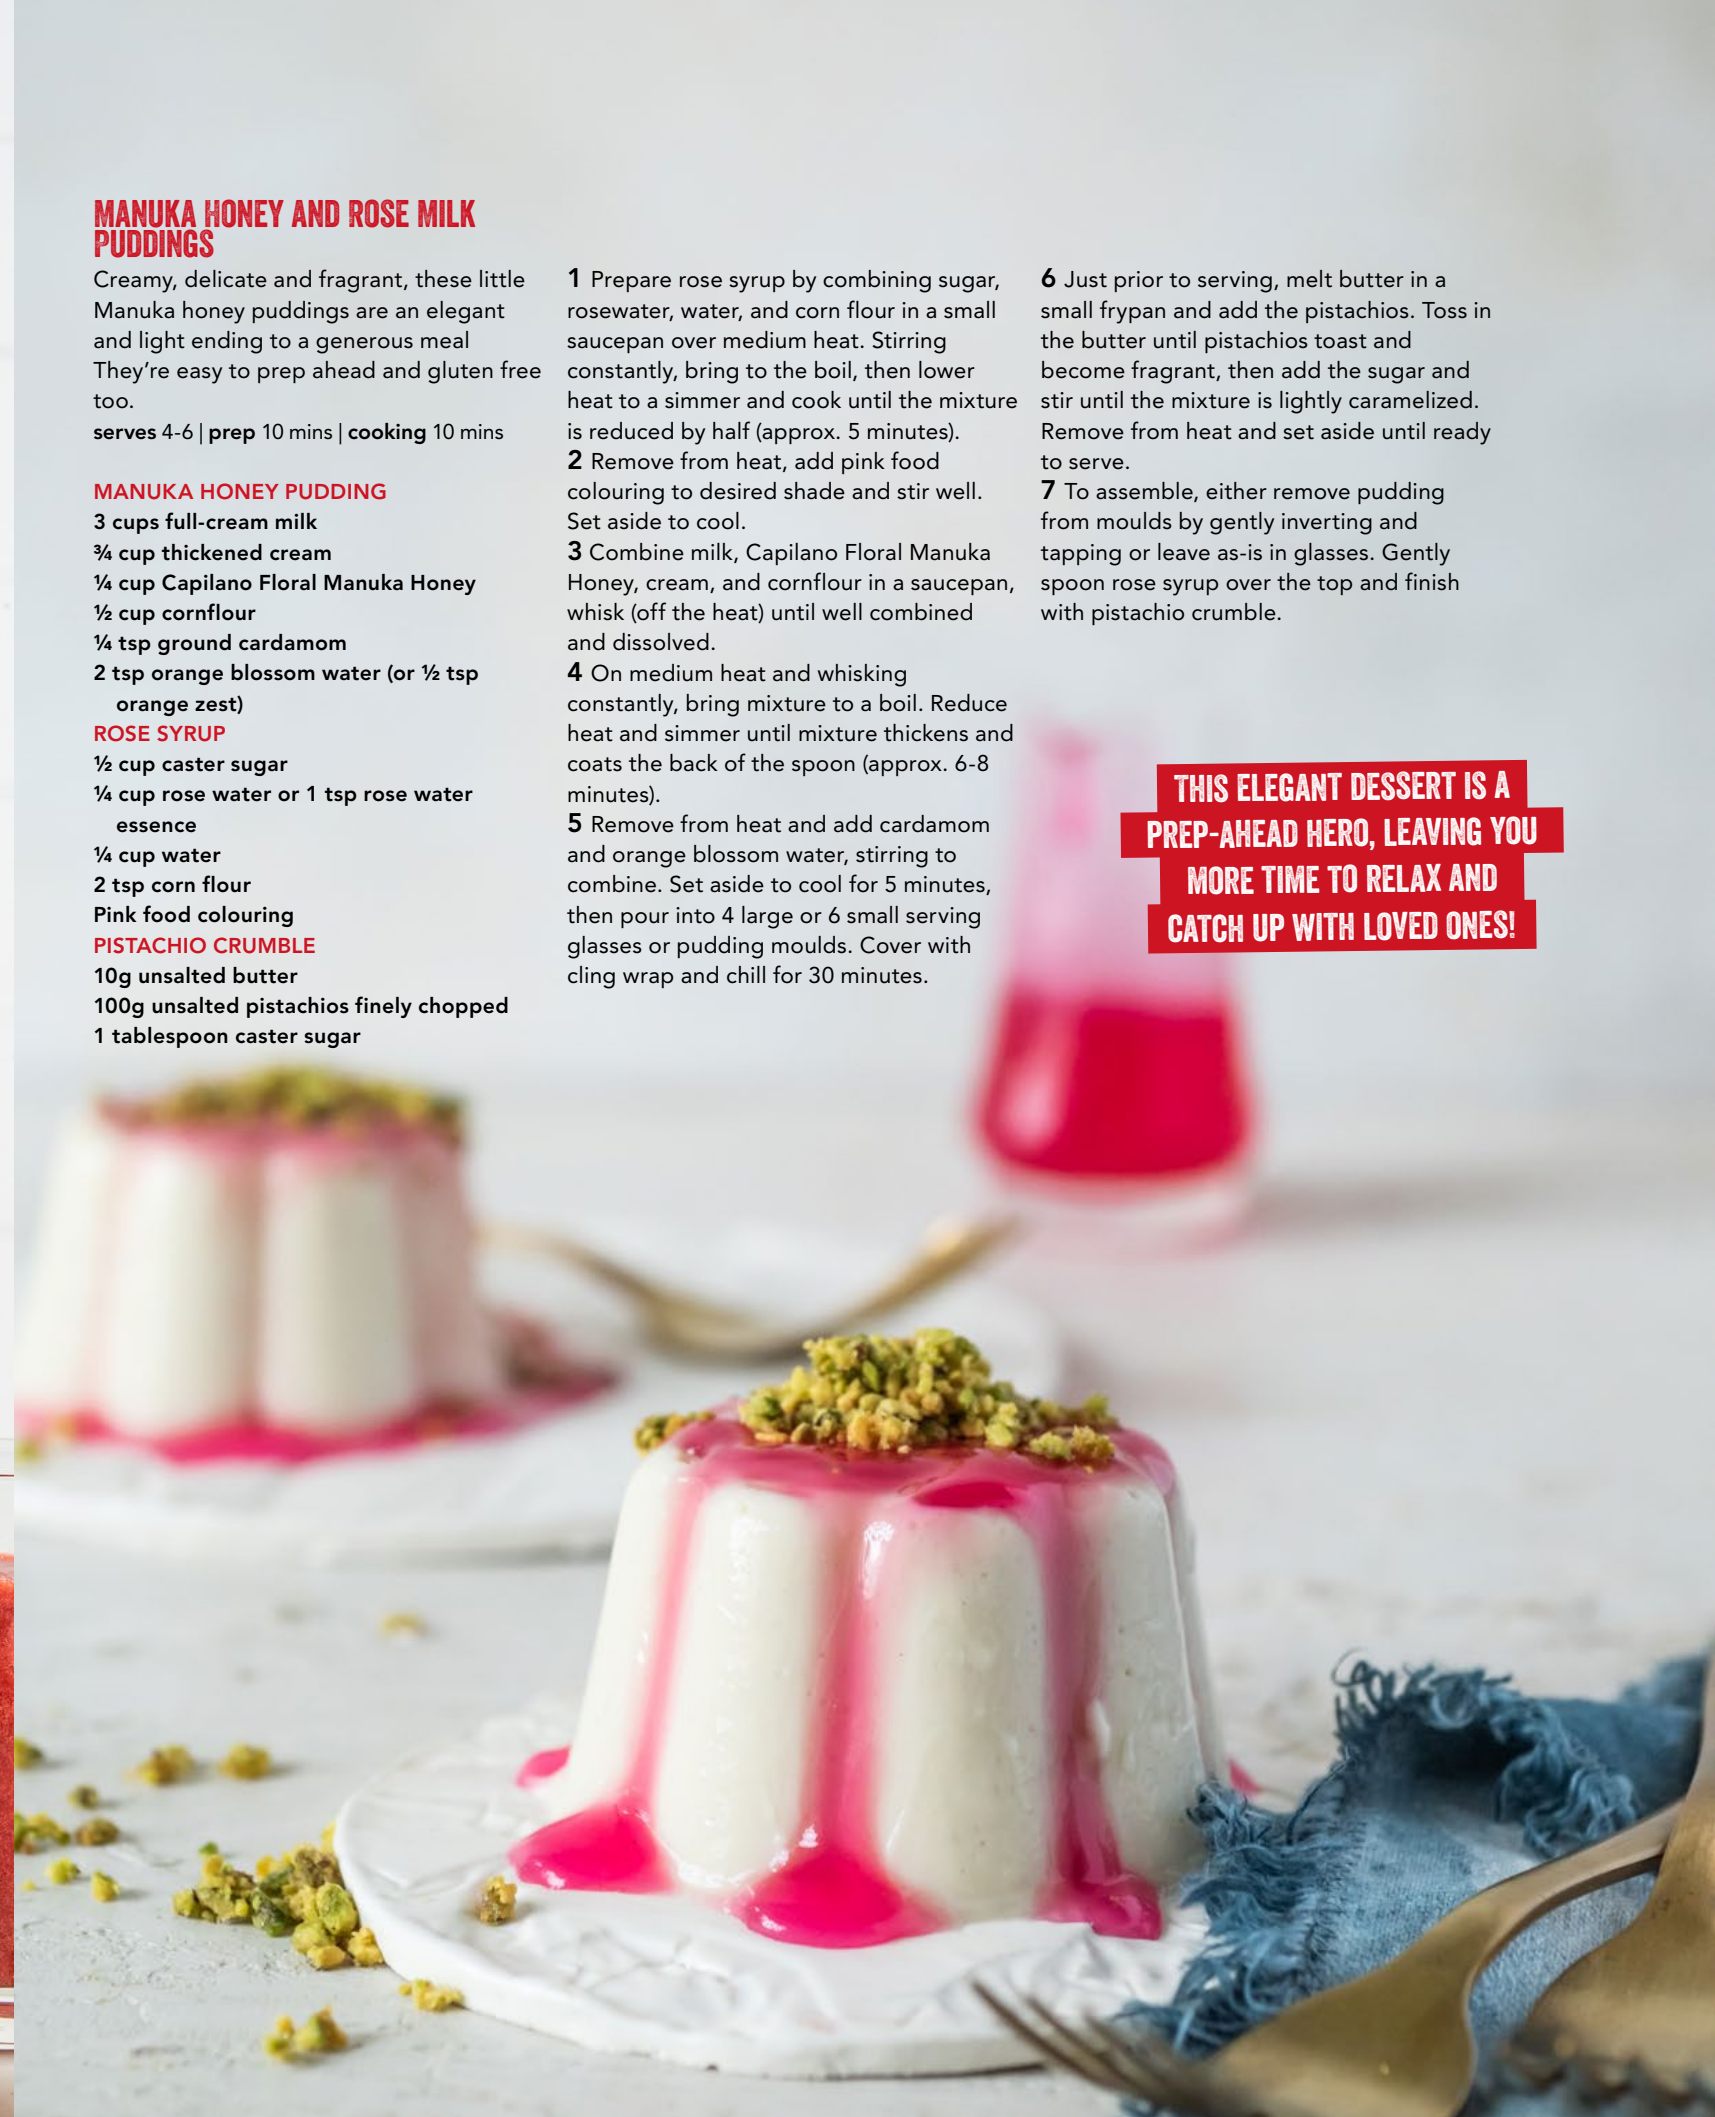 MANUKA HONEY AND ROSE MILK
PUDDINGS
Creamy, delicate and fragrant, these little
Manuka honey puddings are an elegant
and light ending to a generous meal
They're easy to prep ahead and gluten free
too.
serves 4-6 | prep 10 mins | cooking 10 mins
MANUKA HONEY PUDDING
3 cups full-cream milk
¾ cup thickened cream
¼ cup Capilano Floral Manuka Honey
½ cup cornflour
¼ tsp ground cardamom
2 tsp orange blossom water (or ½ tsp
orange zest)
ROSE SYRUP
½ cup caster sugar
¼ cup rose water or 1 tsp rose water
essence
¼ cup water
2 tsp corn flour
Pink food colouring
PISTACHIO CRUMBLE
10g unsalted butter
100g unsalted pistachios finely chopped
1 tablespoon caster sugar
1 Prepare rose syrup by combining sugar,
rosewater, water, and corn flour in a small
saucepan over medium heat. Stirring
constantly, bring to the boil, then lower
heat to a simmer and cook until the mixture
is reduced by half (approx. 5 minutes).
2 Remove from heat, add pink food
colouring to desired shade and stir well.
Set aside to cool.
3 Combine milk, Capilano Floral Manuka
Honey, cream, and cornflour in a saucepan,
whisk (off the heat) until well combined
and dissolved.
4 On medium heat and whisking
constantly, bring mixture to a boil. Reduce
heat and simmer until mixture thickens and
coats the back of the spoon (approx. 6-8
minutes).
5 Remove from heat and add cardamom
and orange blossom water, stirring to
combine. Set aside to cool for 5 minutes,
then pour into 4 large or 6 small serving
glasses or pudding moulds. Cover with
cling wrap and chill for 30 minutes.
6 Just prior to serving, melt butter in a
small frypan and add the pistachios. Toss in
the butter until pistachios toast and
become fragrant, then add the sugar and
stir until the mixture is lightly caramelized.
Remove from heat and set aside until ready
to serve.
7 To assemble, either remove pudding
from moulds by gently inverting and
tapping or leave as-is in glasses. Gently
spoon rose syrup over the top and finish
with pistachio crumble.
THIS ELEGANT DESSERT IS A
PREP-AHEAD HERO, LEAVING YOU
MORE TIME TO RELAX AND
CATCH UP WITH LOVED ONES!